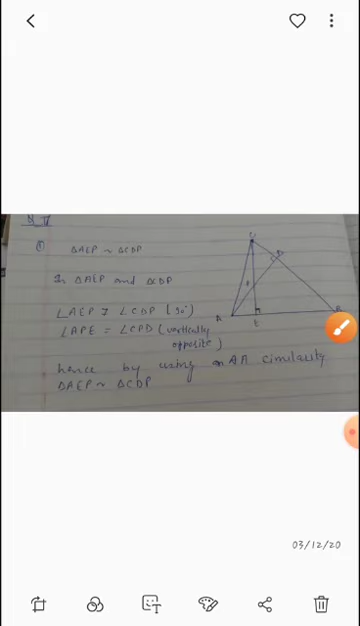 Q 7
①
ΔAEP ~ ΔCDP
C
D
In ΔAEP and ΔCDP
P
∠AEP = ∠CDP [90°]
A
B
E
∠APE = ∠CPD (vertically
opposite)
hence by using AA cimilarity
ΔAEP ~ ΔCDP
03/12/20
T